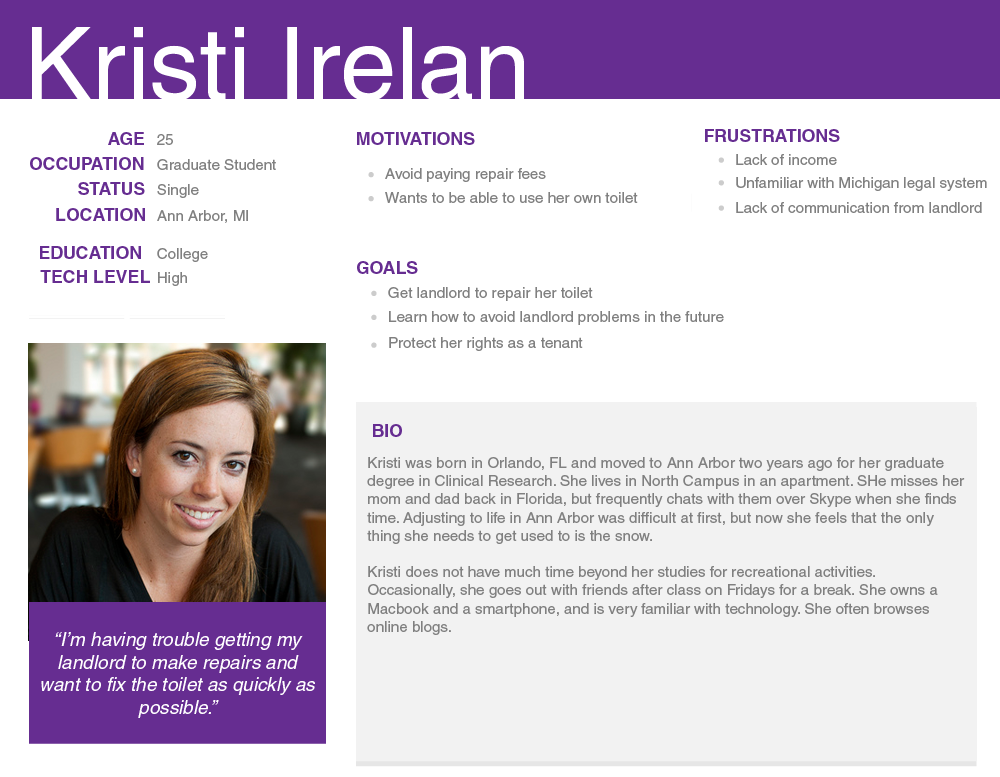 Kristi Irelan
AGE 25
OCCUPATION Graduate Student
STATUS Single
LOCATION Ann Arbor, MI
EDUCATION College
TECH LEVEL High
MOTIVATIONS
• Avoid paying repair fees
• Wants to be able to use her own toilet
FRUSTRATIONS
• Lack of income
• Unfamiliar with Michigan legal system
• Lack of communication from landlord
GOALS
• Get landlord to repair her toilet
• Learn how to avoid landlord problems in the future
• Protect her rights as a tenant
“I’m having trouble getting my
landlord to make repairs and
want to fix the toilet as quickly as
possible.”
BIO
Kristi was born in Orlando, FL and moved to Ann Arbor two years ago for her graduate
degree in Clinical Research. She lives in North Campus in an apartment. SHe misses her
mom and dad back in Florida, but frequently chats with them over Skype when she finds
time. Adjusting to life in Ann Arbor was difficult at first, but now she feels that the only
thing she needs to get used to is the snow.
Kristi does not have much time beyond her studies for recreational activities.
Occasionally, she goes out with friends after class on Fridays for a break. She owns a
Macbook and a smartphone, and is very familiar with technology. She often browses
online blogs.